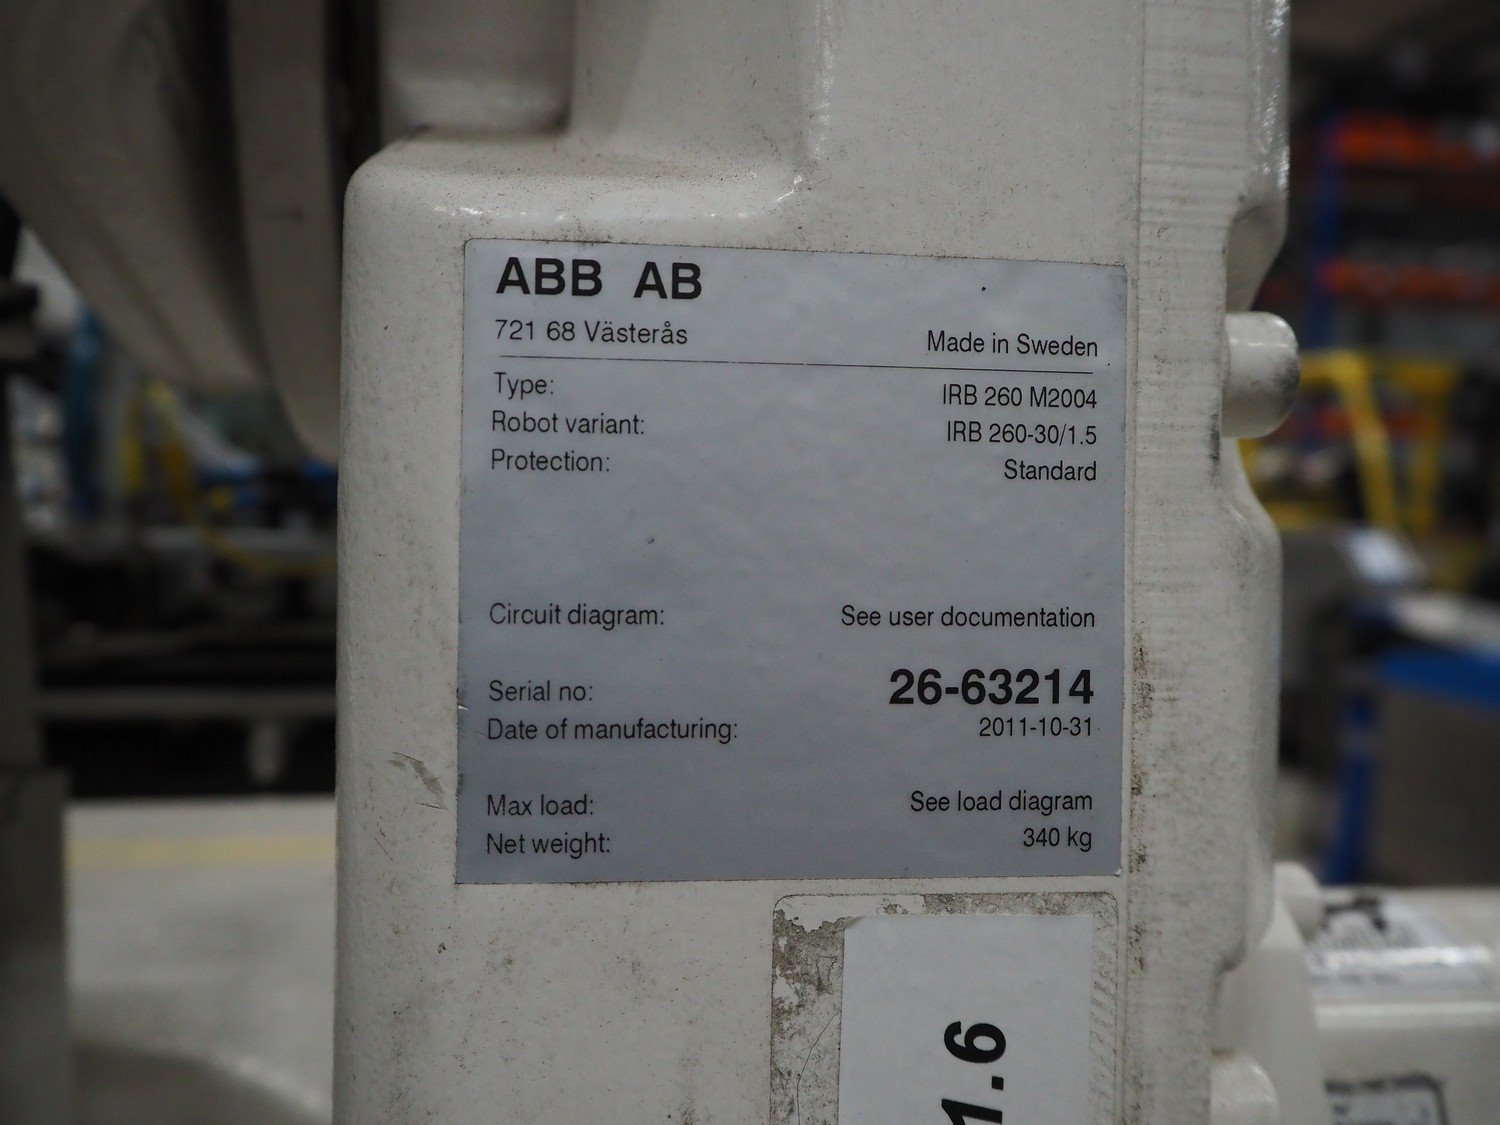 ABB AB
721 68 Västerås
Made in Sweden
Type: IRB 260 M2004
Robot variant: IRB 260-30/1.5
Protection: Standard
Circuit diagram: See user documentation
Serial no: 26-63214
Date of manufacturing: 2011-10-31
Max load: See load diagram
Net weight: 340 kg
1.6